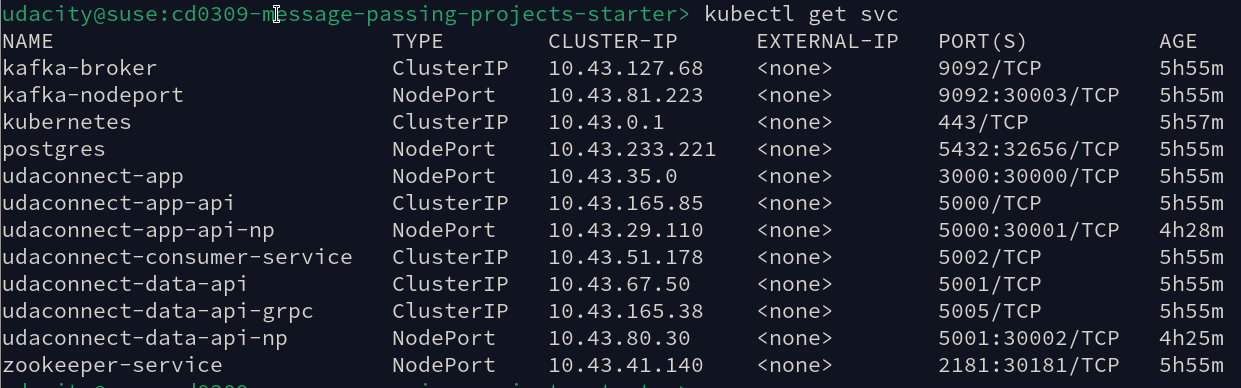 udacity@suse:cd0309-message-passing-projects-starter> kubectl get svc
NAME TYPE CLUSTER-IP EXTERNAL-IP PORT(S) AGE
kafka-broker ClusterIP 10.43.127.68 <none> 9092/TCP 5h55m
kafka-nodeport NodePort 10.43.81.223 <none> 9092:30003/TCP 5h55m
kubernetes ClusterIP 10.43.0.1 <none> 443/TCP 5h57m
postgres NodePort 10.43.233.221 <none> 5432:32656/TCP 5h55m
udaconnect-app NodePort 10.43.35.0 <none> 3000:30000/TCP 5h55m
udaconnect-app-api ClusterIP 10.43.165.85 <none> 5000/TCP 5h55m
udaconnect-app-api-np NodePort 10.43.29.110 <none> 5000:30001/TCP 4h28m
udaconnect-consumer-service ClusterIP 10.43.51.178 <none> 5002/TCP 5h55m
udaconnect-data-api ClusterIP 10.43.67.50 <none> 5001/TCP 5h55m
udaconnect-data-api-grpc ClusterIP 10.43.165.38 <none> 5005/TCP 5h55m
udaconnect-data-api-np NodePort 10.43.80.30 <none> 5001:30002/TCP 4h25m
zookeeper-service NodePort 10.43.41.140 <none> 2181:30181/TCP 5h55m